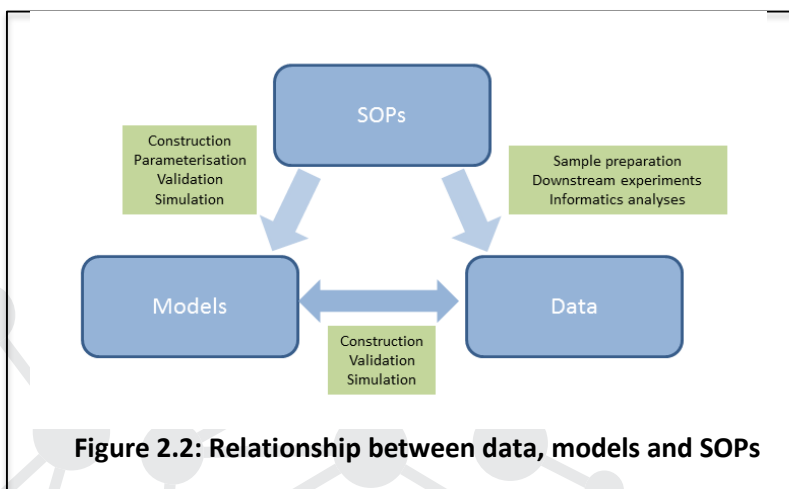 SOPs
Construction
Parameterisation
Validation
Simulation
Sample preparation
Downstream experiments
Informatics analyses
Models
Data
Construction
Validation
Simulation
Figure 2.2: Relationship between data, models and SOPs